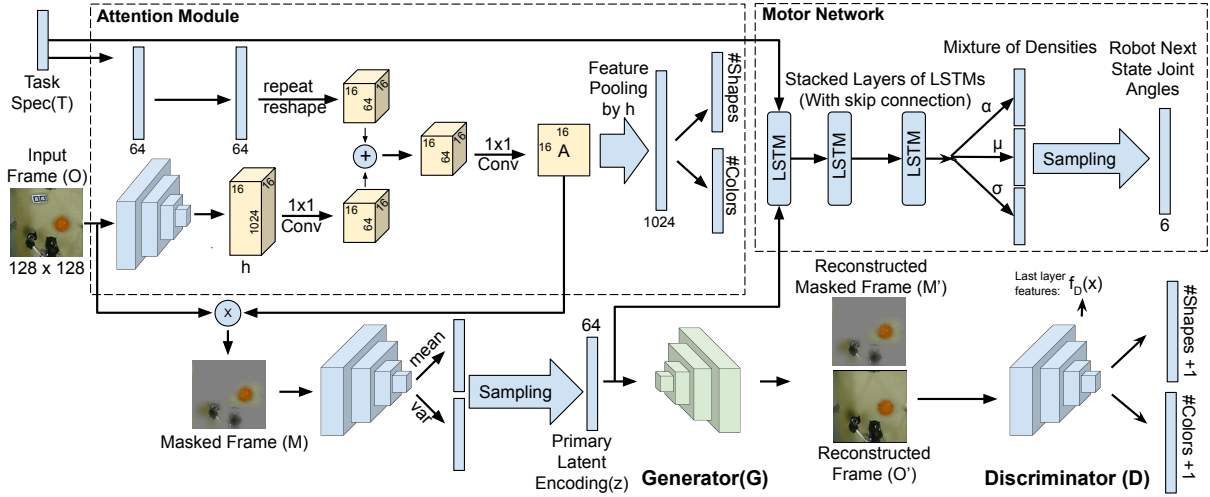 Attention Module
Motor Network
Task
Spec(T)
64
64
repeat
reshape
16
64
16
Feature
Pooling
by h
#Shapes
#Colors
1024
Input
Frame (O)
128 x 128
16
1024
16
h
1x1
Conv
16
64
16
+
16
64
16
1x1
Conv
16
16
A
Stacked Layers of LSTMs
(With skip connection)
LSTM
LSTM
LSTM
Mixture of Densities
α
μ
σ
Sampling
Robot Next
State Joint
Angles
6
x
Masked Frame (M)
mean
var
Sampling
64
Primary
Latent
Encoding(z)
Generator(G)
Reconstructed
Masked Frame (M')
Reconstructed
Frame (O')
Last layer
features: f_D(x)
Discriminator (D)
#Shapes +1
#Colors +1